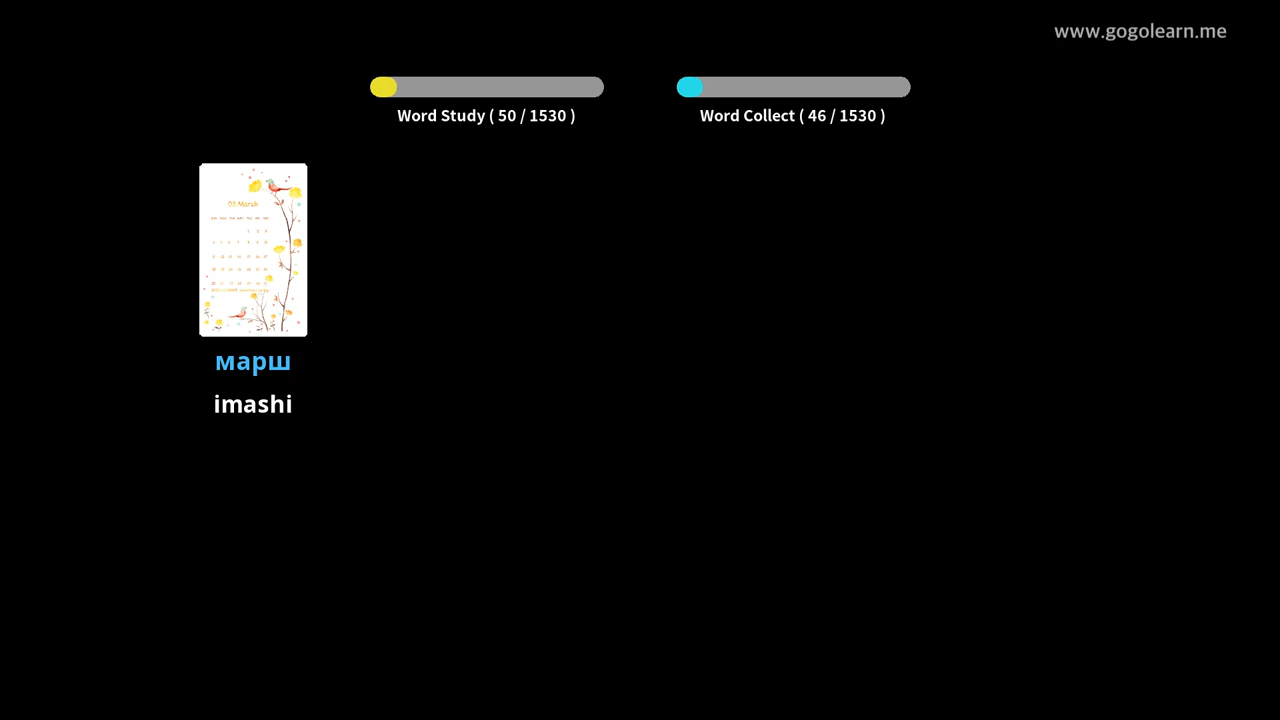 www.gogolearn.me
Word Study ( 50 / 1530 )
Word Collect ( 46 / 1530 )
03 March
марш
imashi